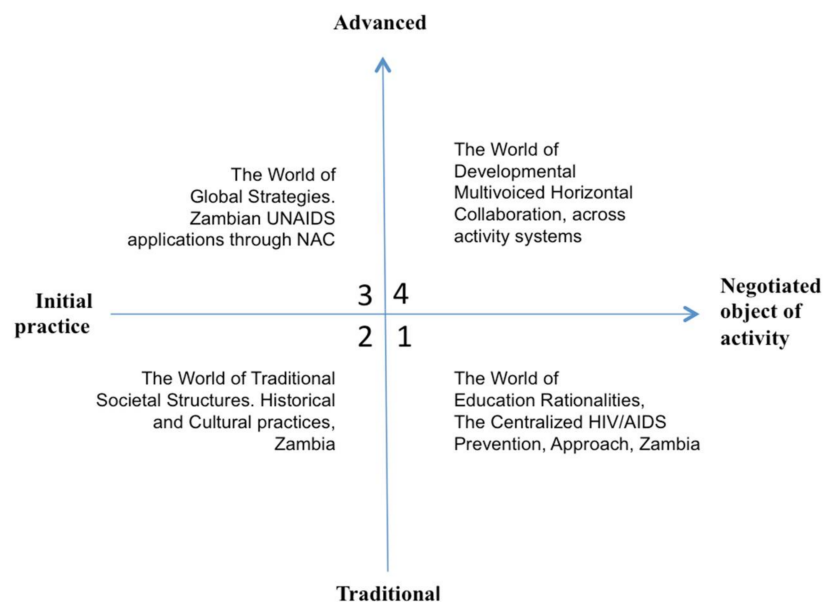 Advanced
The World of
Global Strategies.
Zambian UNAIDS
applications through NAC
The World of
Developmental
Multivoiced Horizontal
Collaboration, across
activity systems
3 4
Initial
practice
Negotiated
object of
activity
2 1
The World of Traditional
Societal Structures. Historical
and Cultural practices,
Zambia
The World of
Education Rationalities,
The Centralized HIV/AIDS
Prevention, Approach, Zambia
Traditional